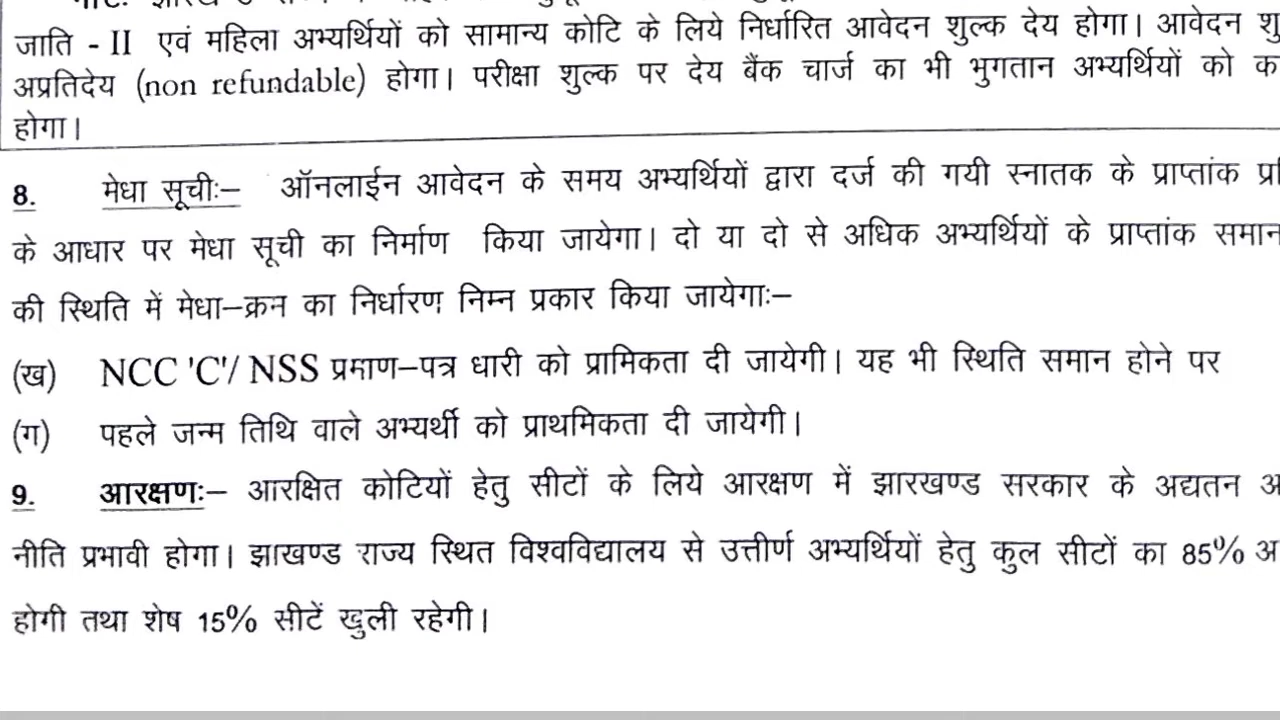 जाति - II एवं महिला अभ्यर्थियों को सामान्य कोटि के लिये निर्धारित आवेदन शुल्क देय होगा। आवेदन
अप्रतिदेय (non refundable) होगा। परीक्षा शुल्क पर देय बैंक चार्ज का भी भुगतान अभ्यर्थियों को
होगा।
8. मेधा सूचीः– ऑनलाईन आवेदन के समय अभ्यर्थियों द्वारा दर्ज की गयी स्नातक के प्राप्तांक
के आधार पर मेधा सूची का निर्माण किया जायेगा। दो या दो से अधिक अभ्यर्थियों के प्राप्तांक समान
की स्थिति में मेधा–क्रन का निर्धारण निम्न प्रकार किया जायेगाः–
(ख) NCC 'C'/ NSS प्रमाण–पत्र धारी को प्रामिकता दी जायेगी। यह भी स्थिति समान होने पर
(ग) पहले जन्म तिथि वाले अभ्यर्थी को प्राथमिकता दी जायेगी।
9. आरक्षणः– आरक्षित कोटियों हेतु सीटों के लिये आरक्षण में झारखण्ड सरकार के अद्यतन
नीति प्रभावी होगा। झाखण्ड राज्य स्थित विश्वविद्यालय से उत्तीर्ण अभ्यर्थियों हेतु कुल सीटों का 85%
होगी तथा शेष 15% सीटें खुली रहेगी।